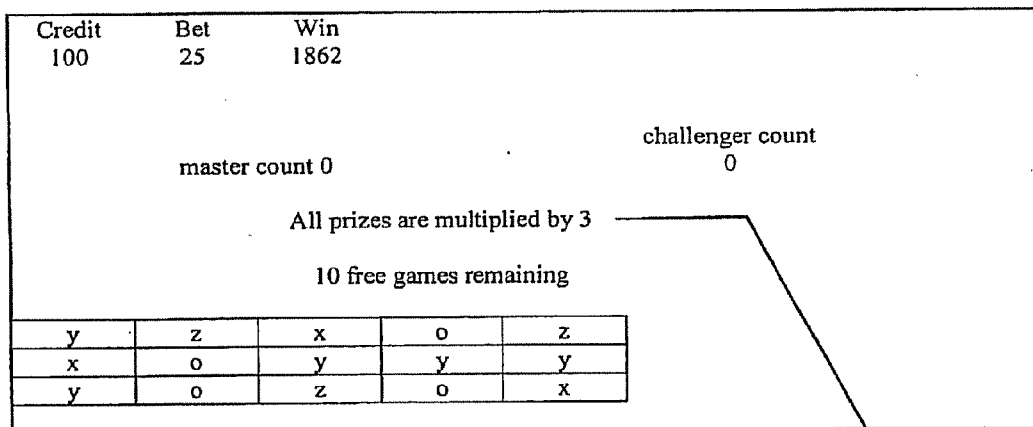 Credit Bet Win
100 25 1862
challenger count
master count 0 0
All prizes are multiplied by 3
10 free games remaining
y z x o z
x o y y y
y o z o x